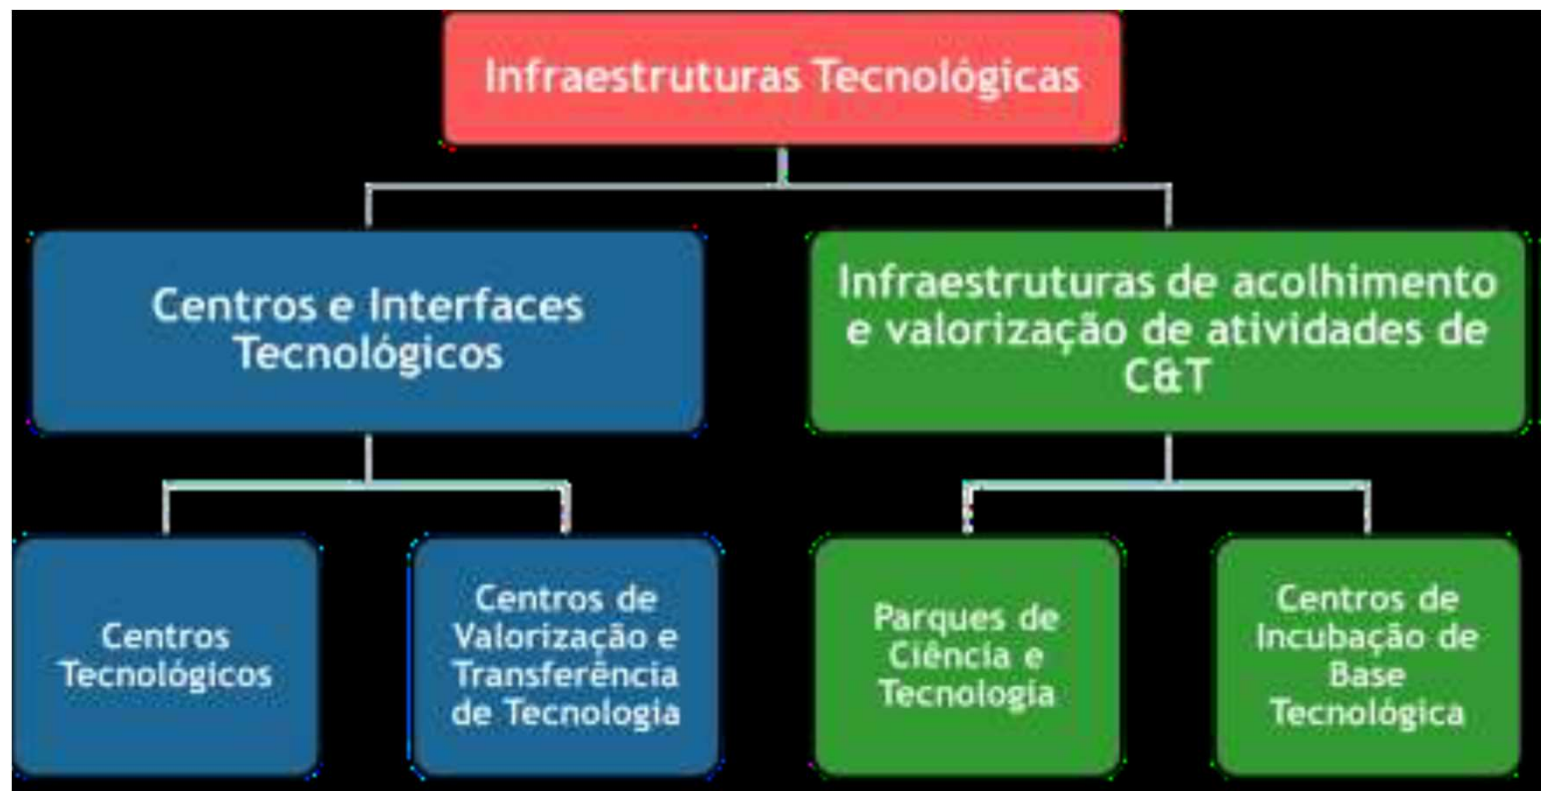 Infraestruturas Tecnológicas
Centros e Interfaces
Tecnológicos
Infraestruturas de acolhimento
e valorização de atividades de
C&T
Centros
Tecnológicos
Centros de
Valorização e
Transferência
de Tecnologia
Parques de
Ciência e
Tecnologia
Centros de
Incubação de
Base
Tecnológica